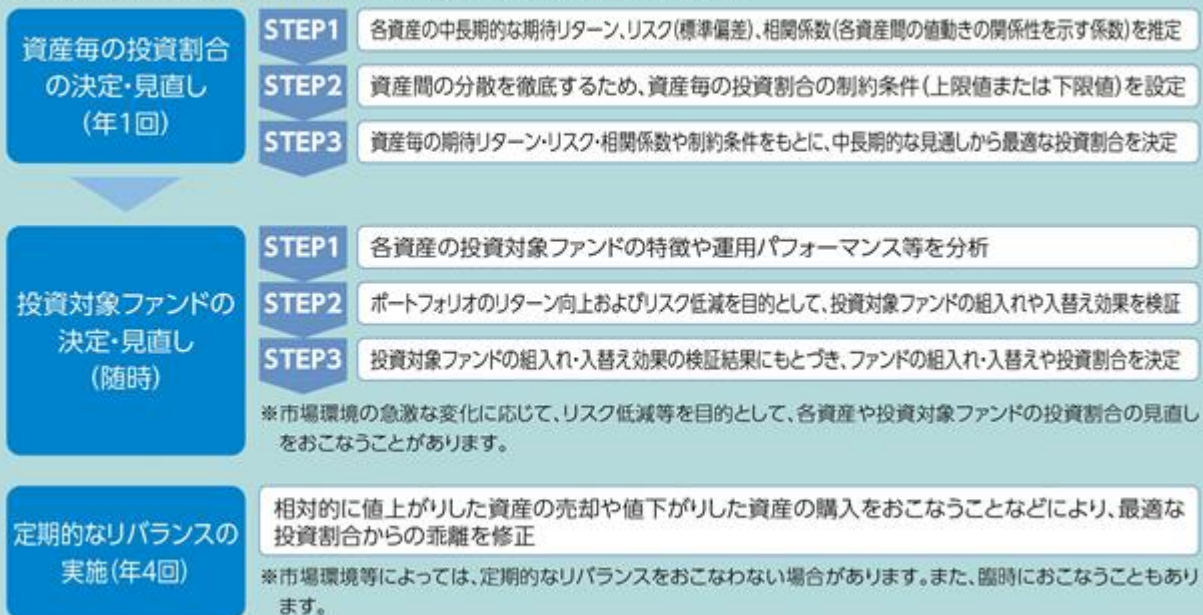 資産毎の投資割合
の決定・見直し
(年1回)
STEP1
各資産の中長期的な期待リターン、リスク(標準偏差)、相関係数(各資産間の値動きの関係性を示す係数)を推定
STEP2
資産間の分散を徹底するため、資産毎の投資割合の制約条件(上限値または下限値)を設定
STEP3
資産毎の期待リターン・リスク・相関係数や制約条件をもとに、中長期的な見通しから最適な投資割合を決定
投資対象ファンドの
決定・見直し
(随時)
STEP1
各資産の投資対象ファンドの特徴や運用パフォーマンス等を分析
STEP2
ポートフォリオのリターン向上およびリスク低減を目的として、投資対象ファンドの組入れや入替え効果を検証
STEP3
投資対象ファンドの組入れ・入替え効果の検証結果にもとづき、ファンドの組入れ・入替えや投資割合を決定
※市場環境の急激な変化に応じて、リスク低減等を目的として、各資産や投資対象ファンドの投資割合の見直し
をおこなうことがあります。
定期的なリバランスの
実施(年4回)
相対的に値上がりした資産の売却や値下がりした資産の購入をおこなうことなどにより、最適な
投資割合からの乖離を修正
※市場環境等によっては、定期的なリバランスをおこなわない場合があります。また、臨時におこなうこともあり
ます。